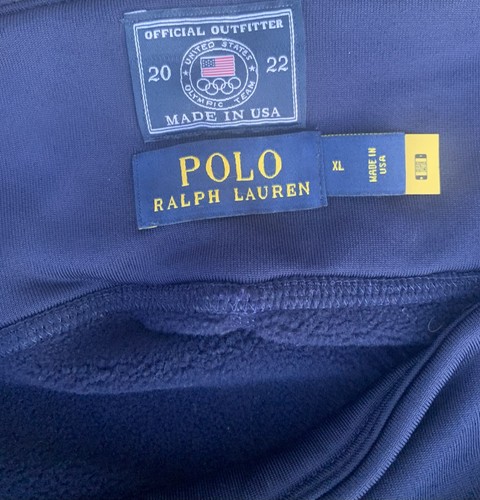 OFFICIAL OUTFITTER
UNITED STATES
20 22
OLYMPIC TEAM
MADE IN USA
POLO
RALPH LAUREN
XL
MADE IN
USA